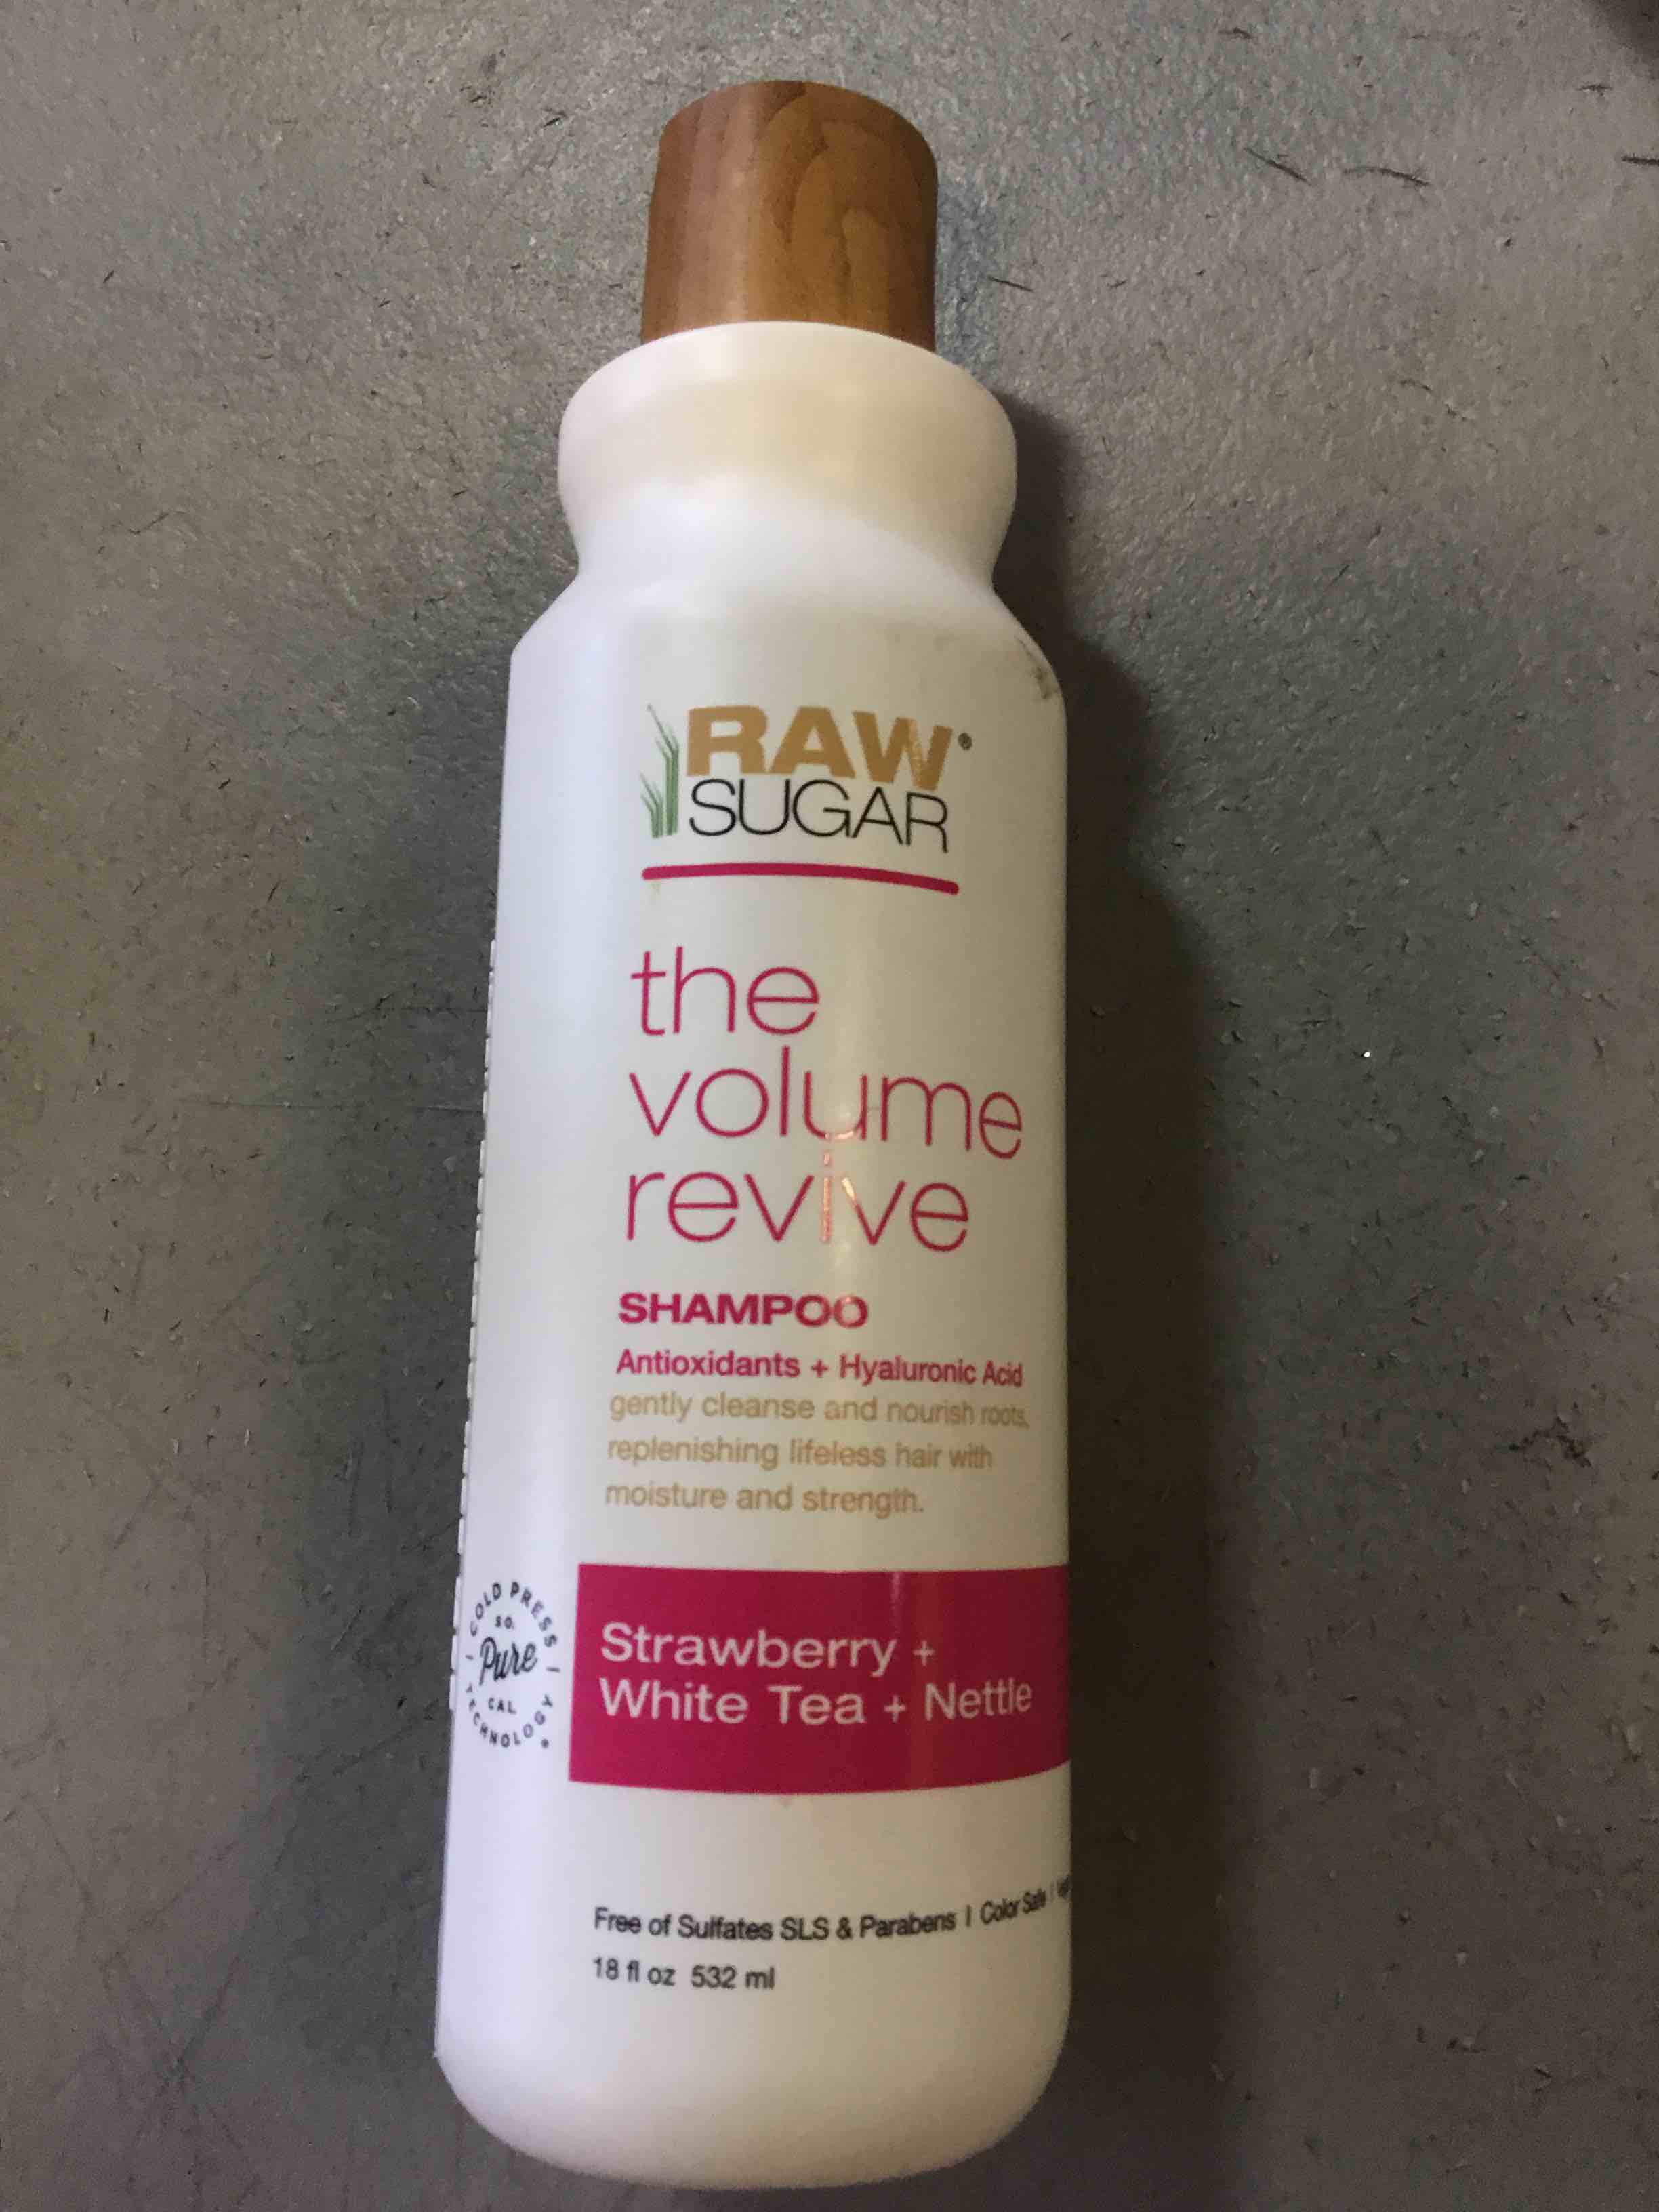 RAW®
SUGAR
the
volume
revive
SHAMPOO
Antioxidants + Hyaluronic Acid
gently cleanse and nourish roots,
replenishing lifeless hair with
moisture and strength.
COLD PRESS
SO.
Pure
CAL
TECHNOLOGY®
Strawberry +
White Tea + Nettle
Free of Sulfates SLS & Parabens | Color Safe |
18 fl oz 532 ml